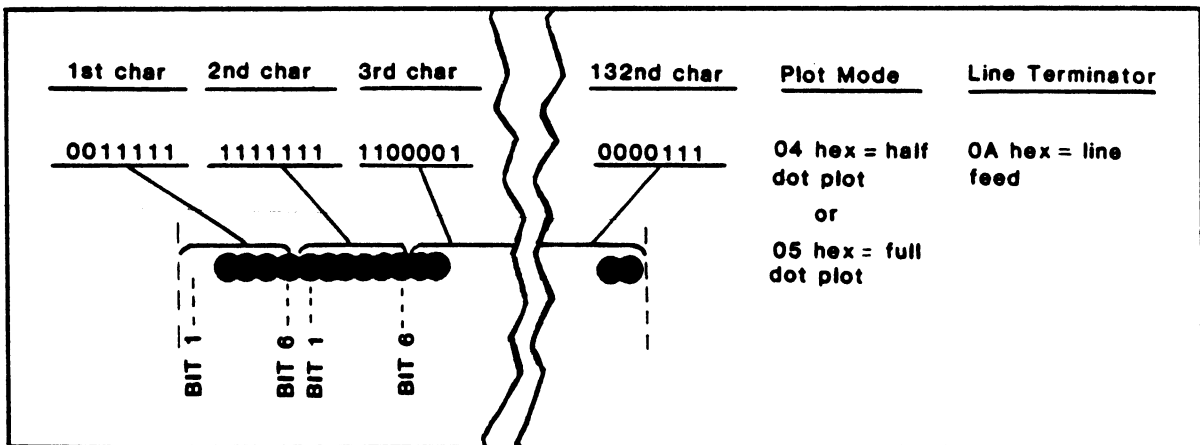 1st char 2nd char 3rd char 132nd char Plot Mode Line Terminator
0011111 1111111 1100001 0000111 04 hex = half 0A hex = line
dot plot feed
or
05 hex = full
dot plot
BIT 1 BIT 6 BIT 1 BIT 6